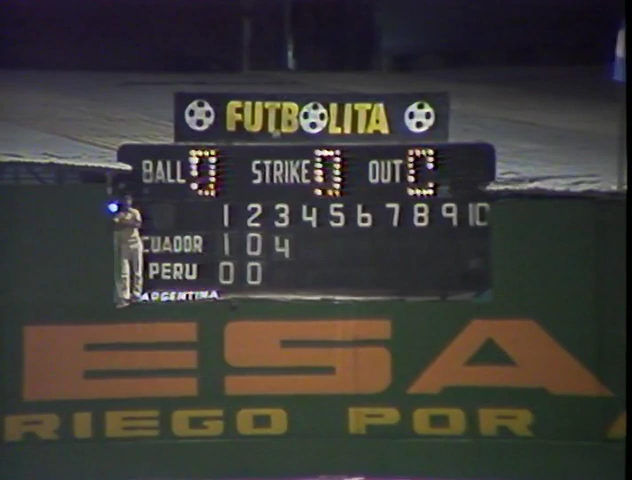 FUTBOLITA
BALL 0 STRIKE 0 OUT 0
1 2 3 4 5 6 7 8 9 10
CUADOR 1 0 4
PERU 0 0
ARGENTINA
ESA
RIEGO POR